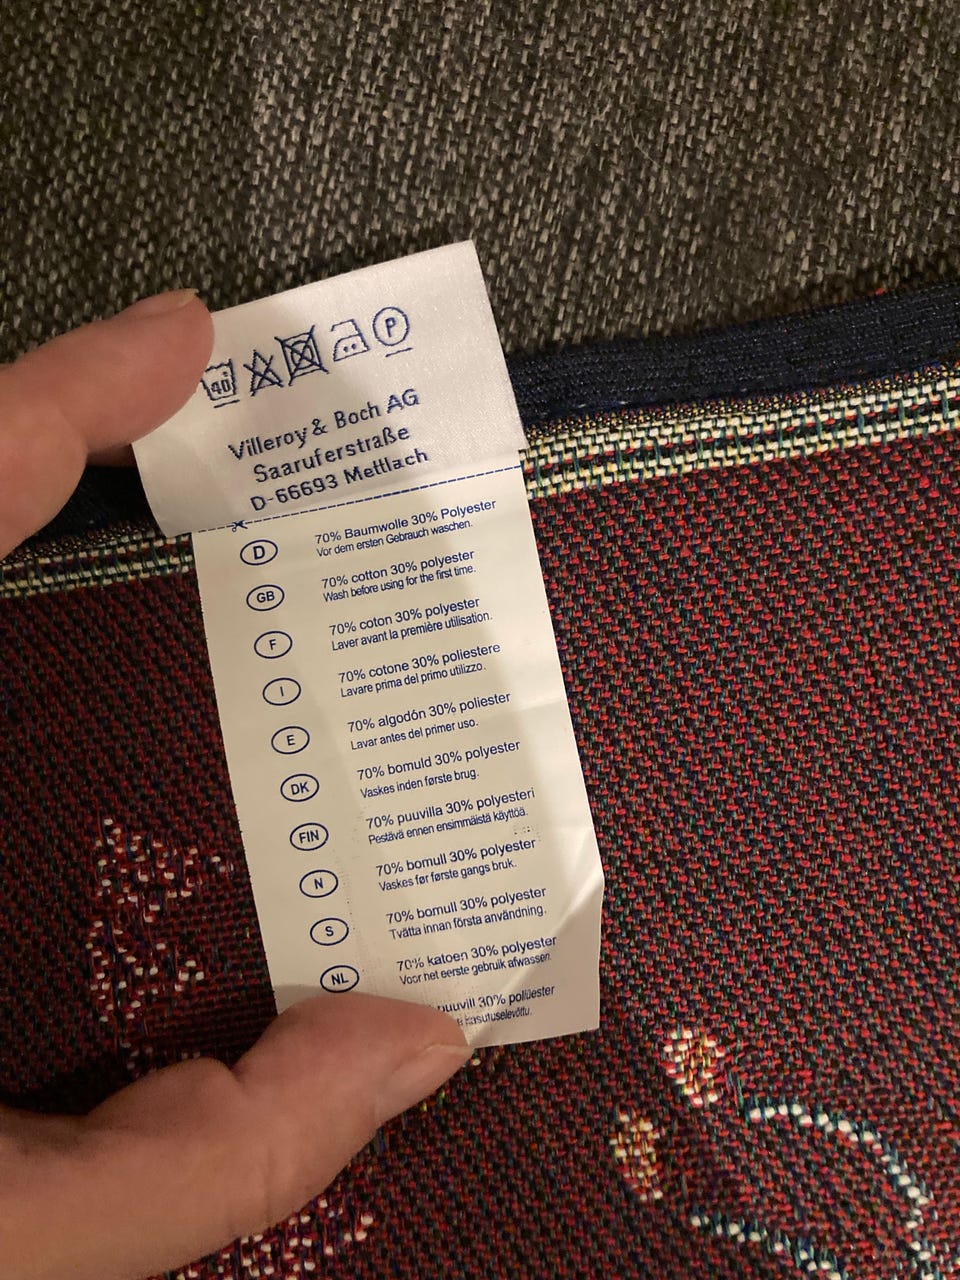 40 P
Villeroy & Boch AG
Saaruferstraße
D-66693 Mettlach
D 70% Baumwolle 30% Polyester
Vor dem ersten Gebrauch waschen.
GB 70% cotton 30% polyester
Wash before using for the first time.
F 70% coton 30% polyester
Laver avant la première utilisation.
I 70% cotone 30% poliestere
Lavare prima del primo utilizzo.
E 70% algodón 30% poliester
Lavar antes del primer uso.
DK 70% bomuld 30% polyester
Vaskes inden første brug.
FIN 70% puuvilla 30% polyesteri
Pestävä ennen ensimmäistä käyttöä.
N 70% bomull 30% polyester
Vaskes før første gangs bruk.
S 70% bomull 30% polyester
Tvätta innan första användning.
NL 70% katoen 30% polyester
Voor het eerste gebruik afwassen.
puuvill 30% polüester
kasutuselevõttu.